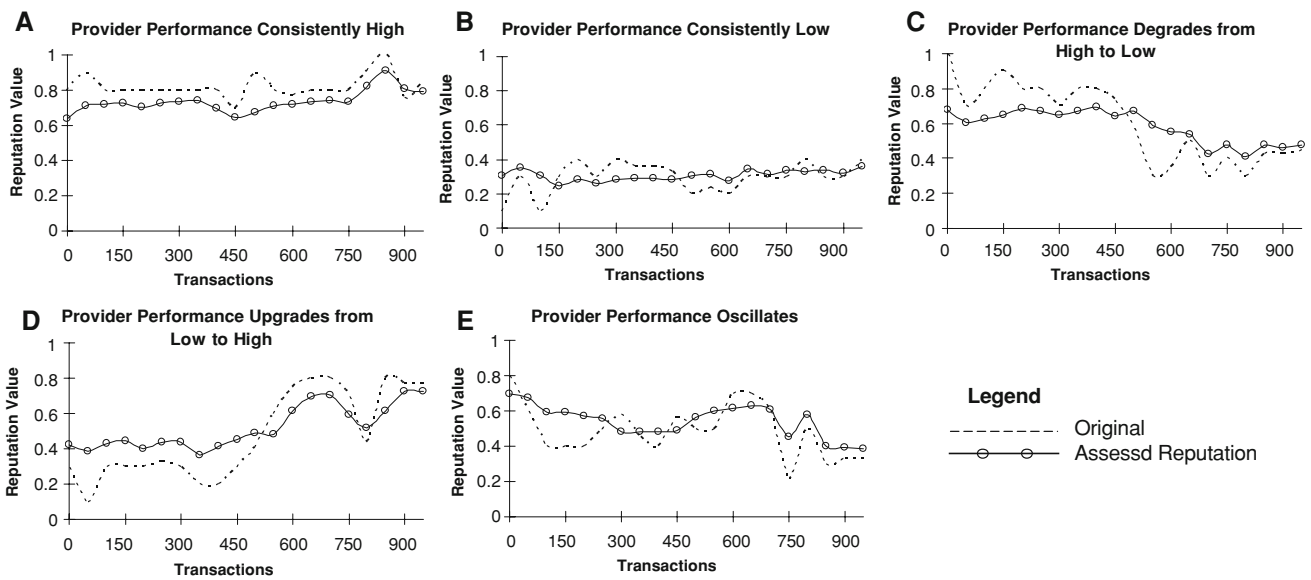 A
Provider Performance Consistently High
Reputation Value
1
0.8
0.6
0.4
0.2
0
0 150 300 450 600 750 900
Transactions
B
Provider Performance Consistently Low
Reputation Value
1
0.8
0.6
0.4
0.2
0
0 150 300 450 600 750 900
Transactions
C
Provider Performance Degrades from
High to Low
Reputation Value
1
0.8
0.6
0.4
0.2
0
0 150 300 450 600 750 900
Transactions
D
Provider Performance Upgrades from
Low to High
Reputation Value
1
0.8
0.6
0.4
0.2
0
0 150 300 450 600 750 900
Transactions
E
Provider Performance Oscillates
Reputation Value
1
0.8
0.6
0.4
0.2
0
0 150 300 450 600 750 900
Transactions
Legend
Original
Assessd Reputation